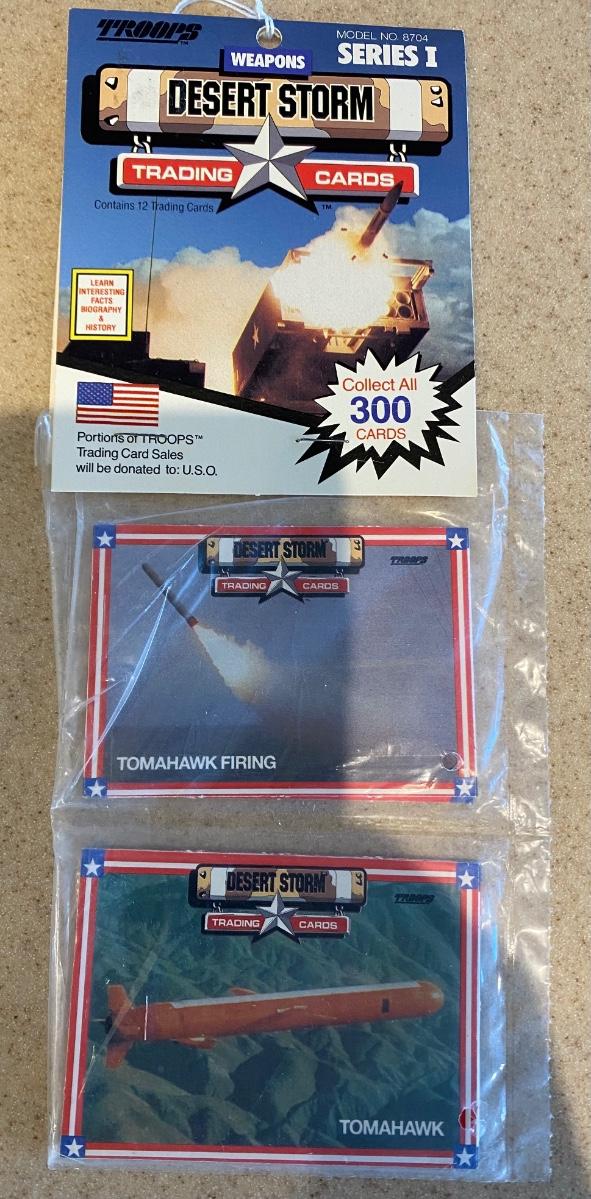 TROOPS™
MODEL NO. 8704
SERIES I
WEAPONS
DESERT STORM
TRADING CARDS
™
Contains 12 Trading Cards
LEARN
INTERESTING
FACTS
BIOGRAPHY
&
HISTORY
Collect All
300
CARDS
Portions of TROOPS™
Trading Card Sales
will be donated to: U.S.O.
DESERT STORM
TROOPS
TRADING CARDS
TOMAHAWK FIRING
DESERT STORM
TROOPS
TRADING CARDS
TOMAHAWK